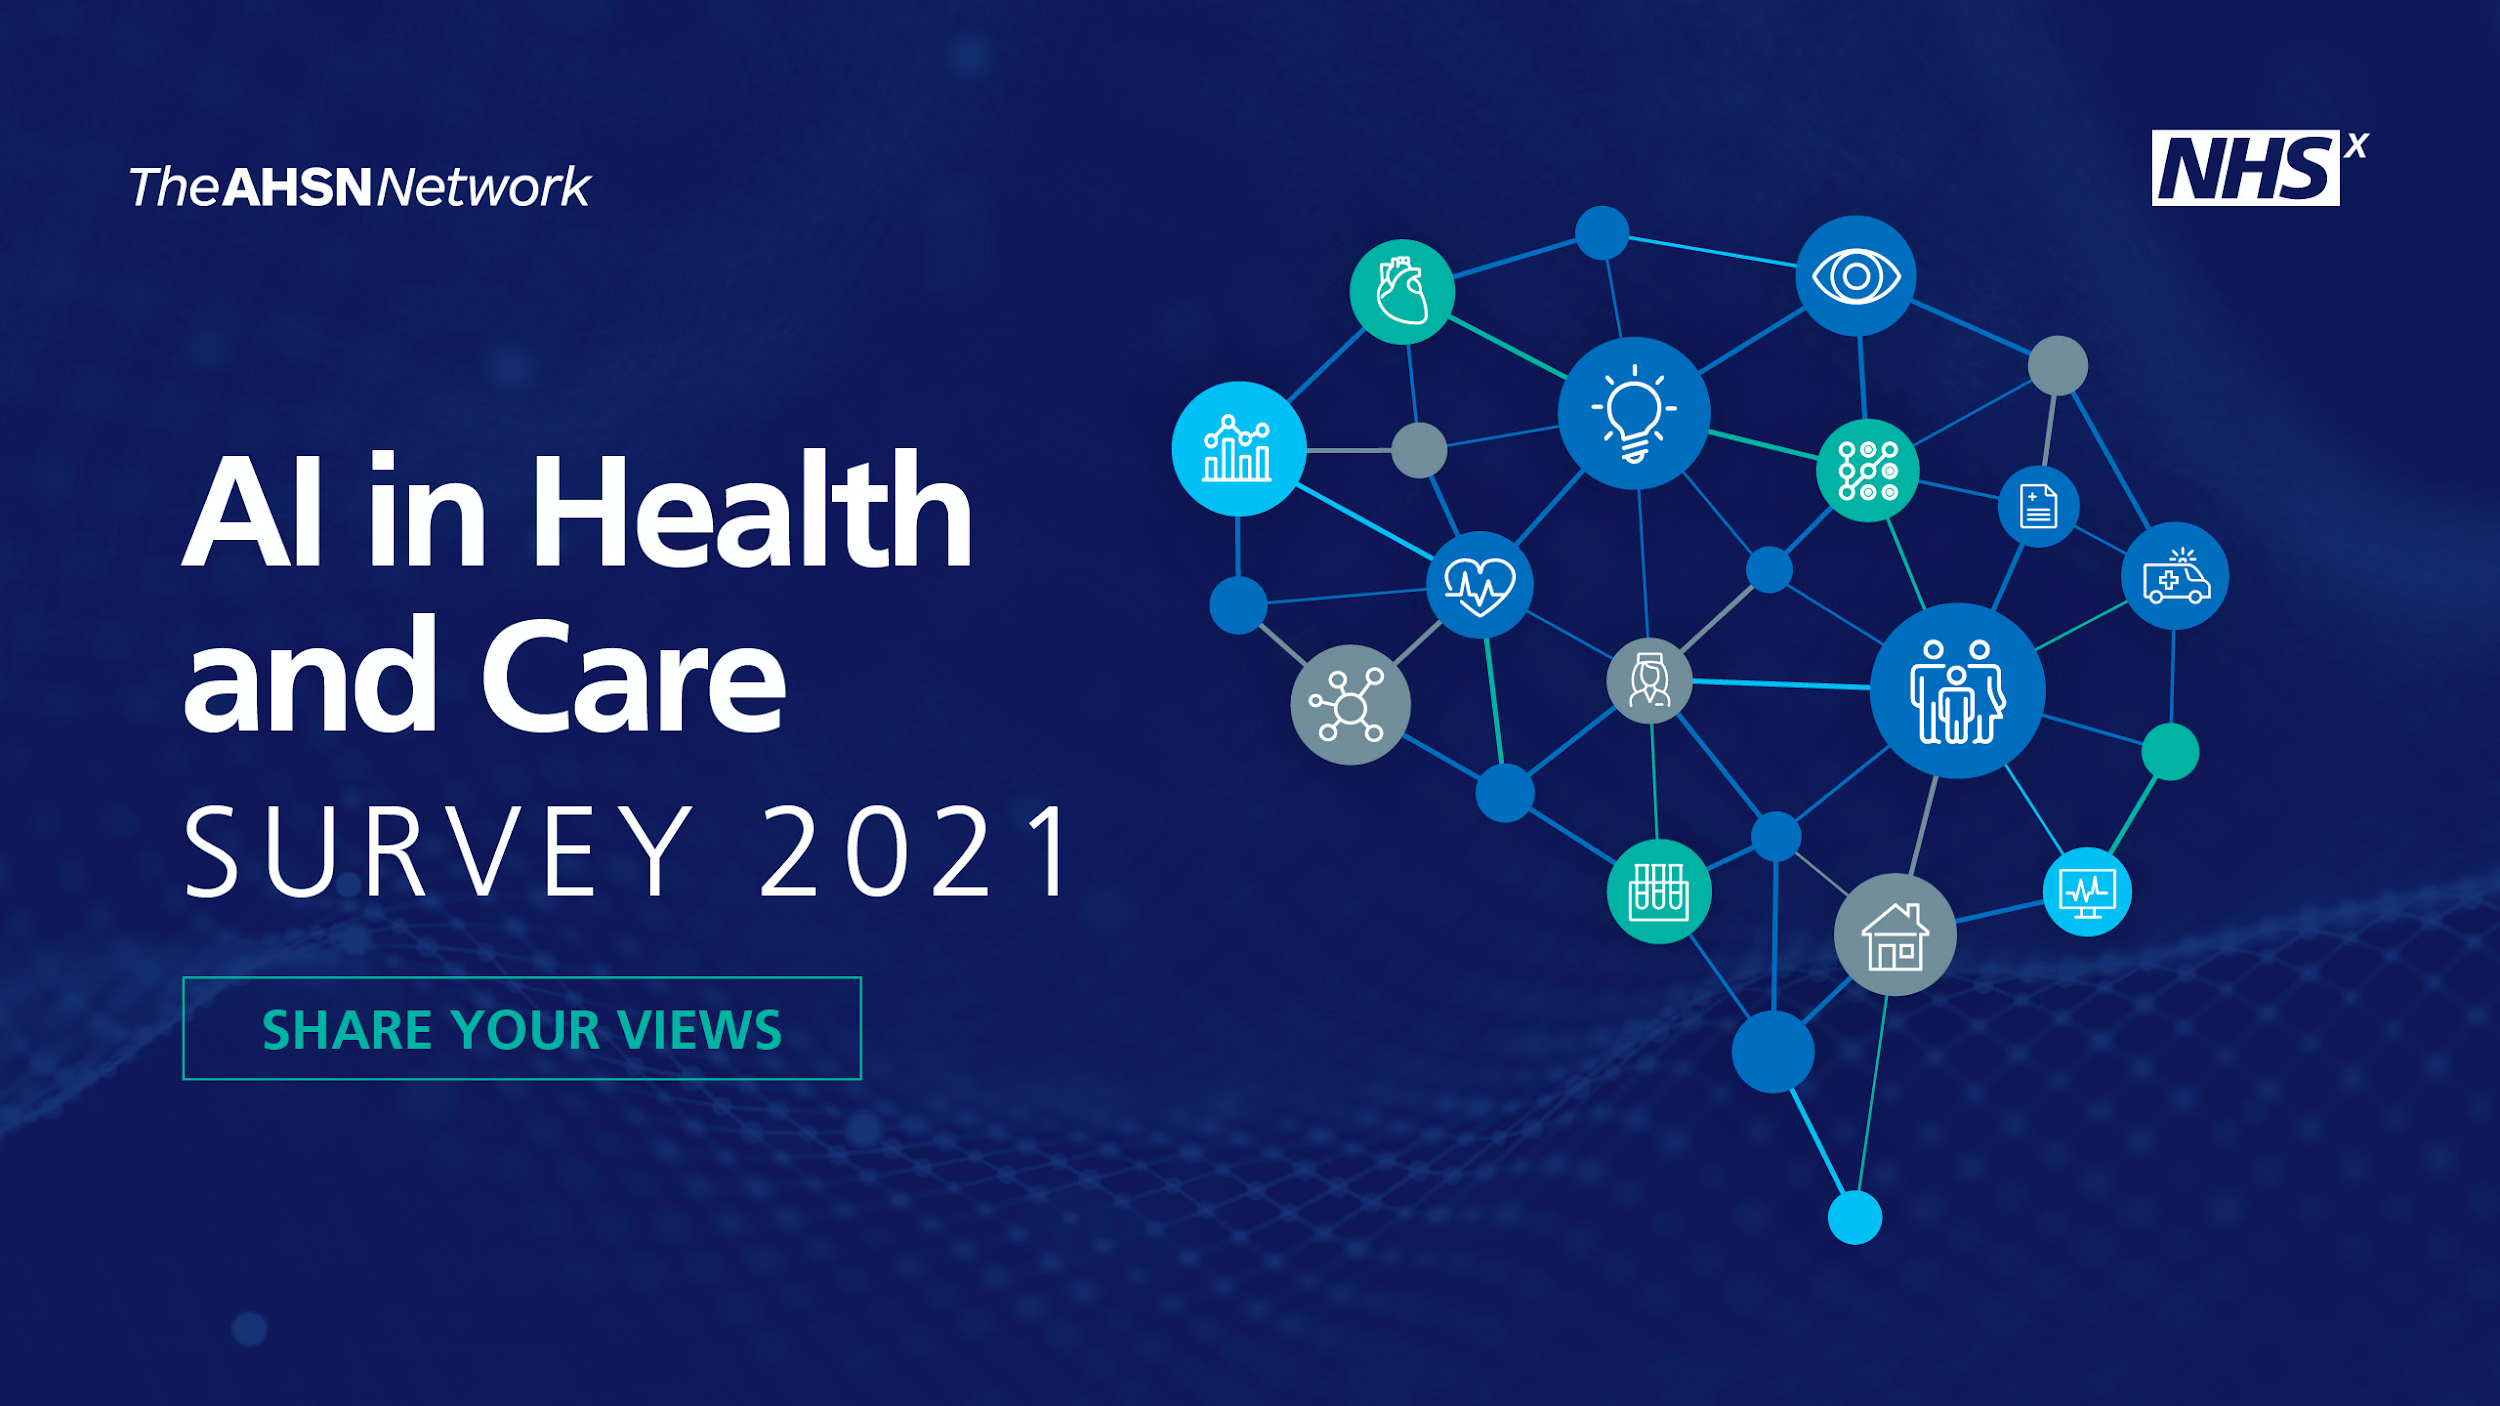 TheAHSNNetwork
NHSX
AI in Health
and Care
SURVEY 2021
SHARE YOUR VIEWS